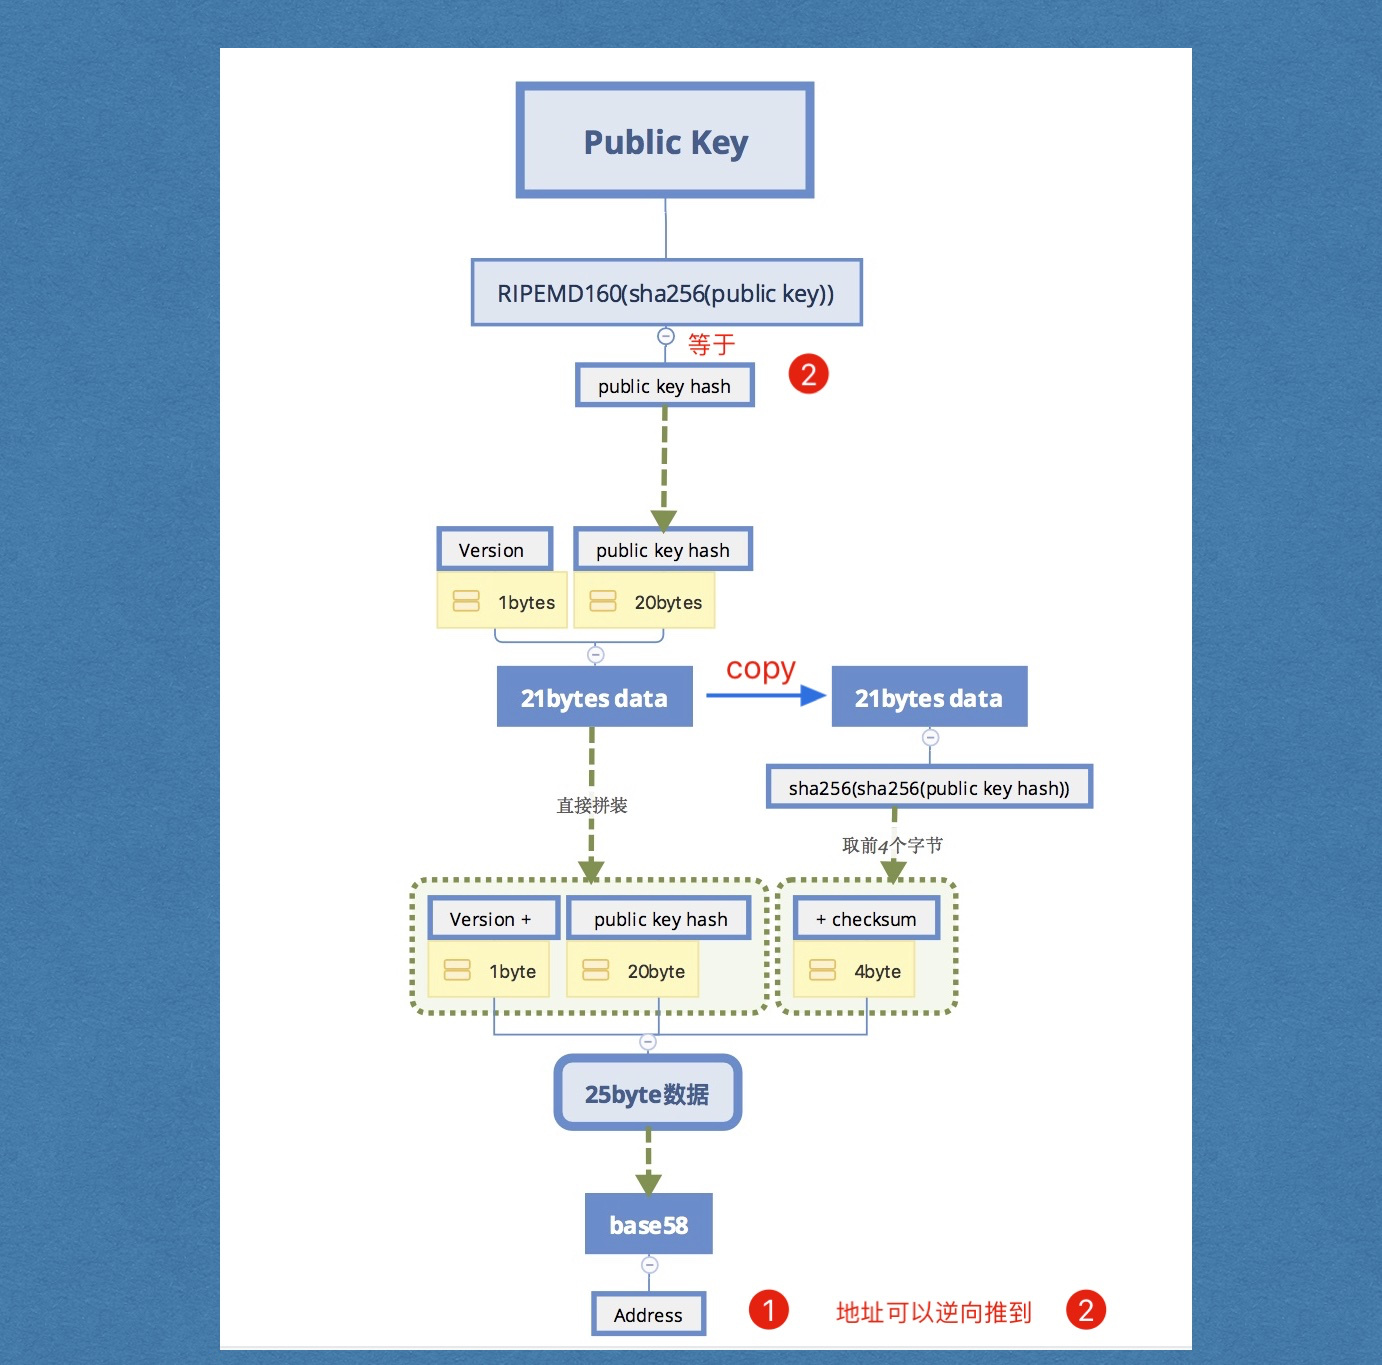 Public Key
RIPEMD160(sha256(public key))
等于
public key hash
2
Version
public key hash
1bytes
20bytes
21bytes data
copy
21bytes data
sha256(sha256(public key hash))
直接拼装
取前4个字节
Version +
public key hash
+ checksum
1byte
20byte
4byte
25byte数据
base58
Address
1
地址可以逆向推到
2